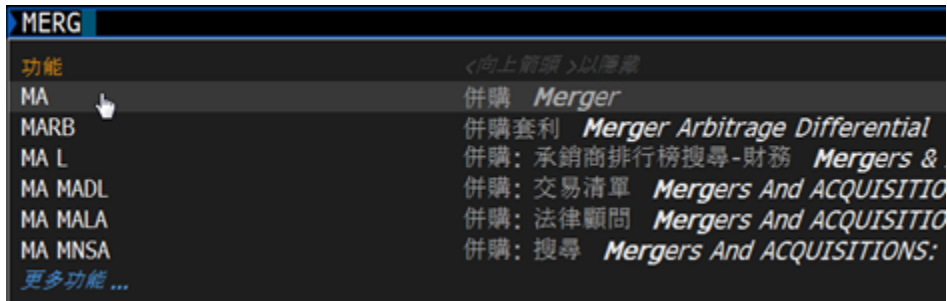 MERG
功能 <向上箭頭>以隱藏
MA 併購 Merger
MARB 併購套利 Merger Arbitrage Differential
MA L 併購: 承銷商排行榜搜尋-財務 Mergers &
MA MADL 併購: 交易清單 Mergers And ACQUISITIO
MA MALA 併購: 法律顧問 Mergers And ACQUISITIO
MA MNSA 併購: 搜尋 Mergers And ACQUISITIONS:
更多功能 ...